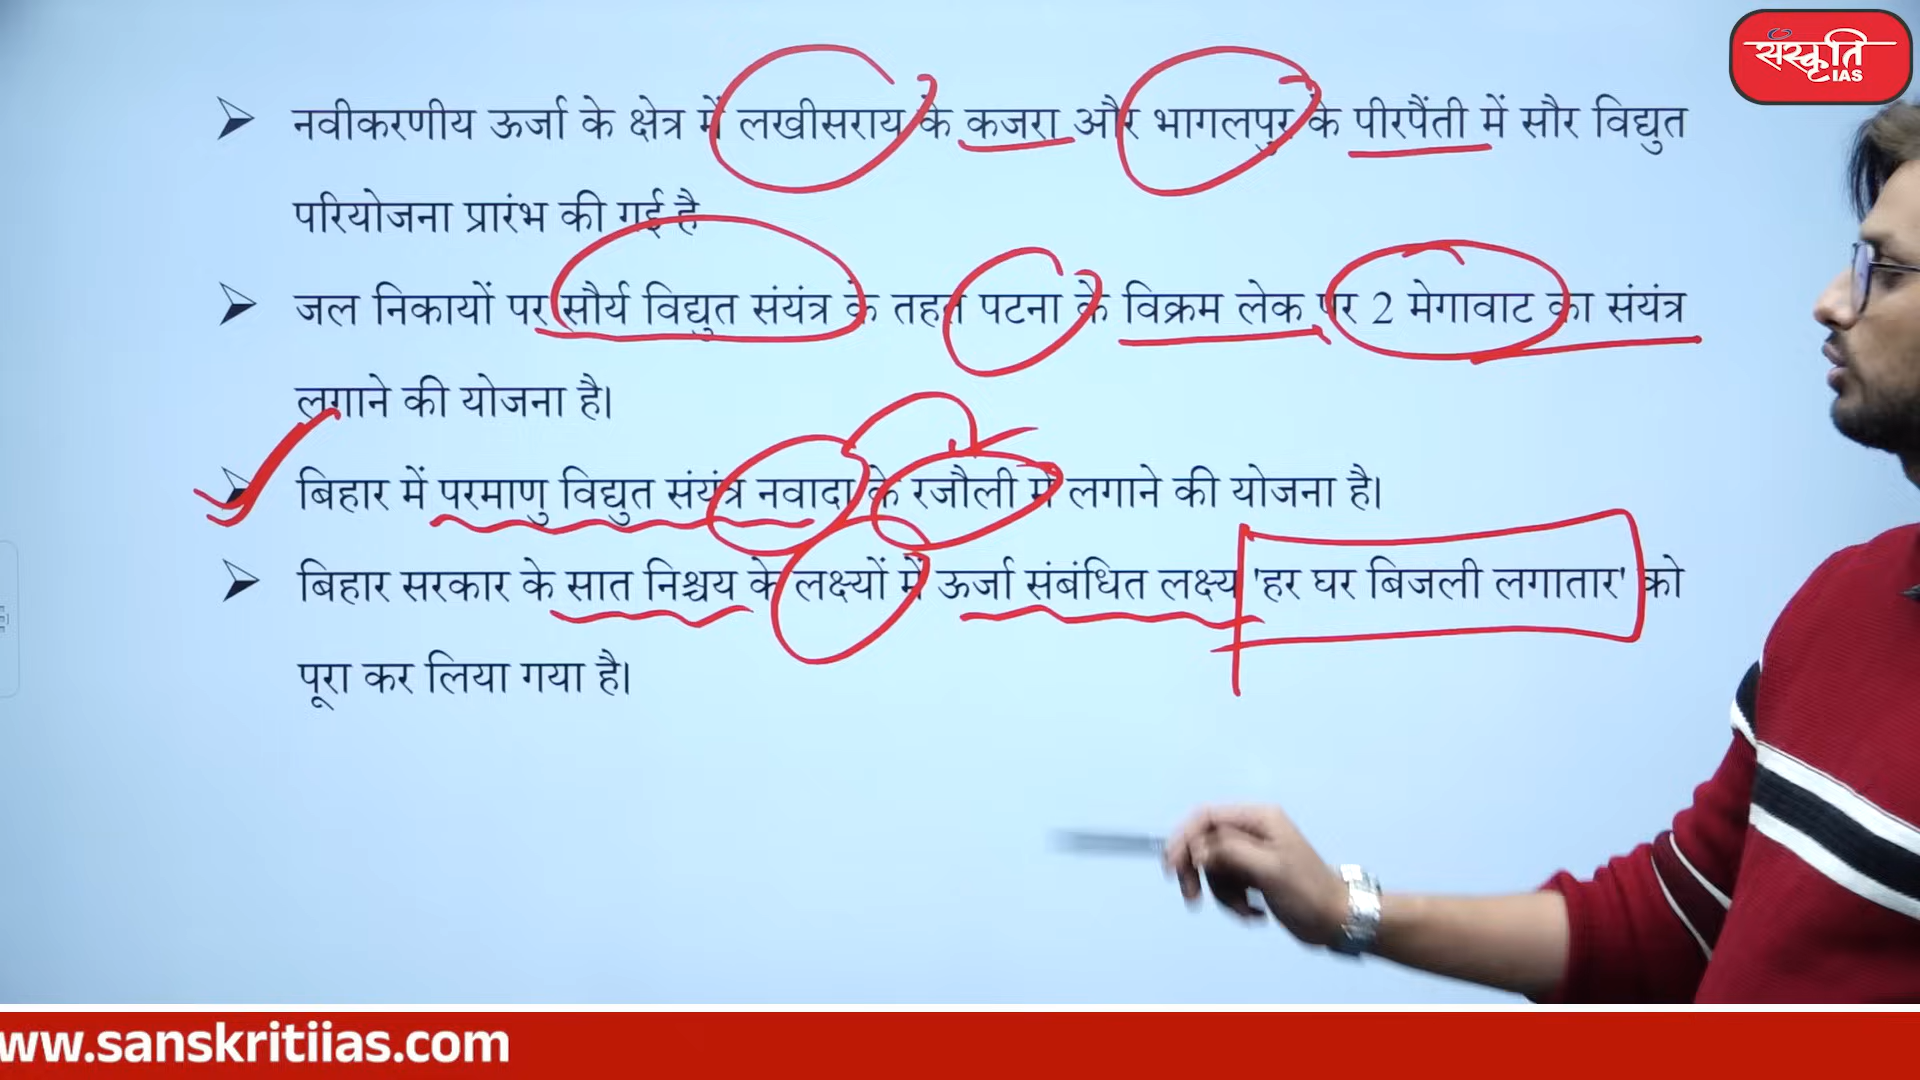 संस्कृति
IAS
नवीकरणीय ऊर्जा के क्षेत्र में लखीसराय के कजरा और भागलपुर के पीरपैंती में सौर विद्युत
परियोजना प्रारंभ की गई है
जल निकायों पर सौर्य विद्युत संयंत्र के तहत पटना के विक्रम लेक पर 2 मेगावाट का संयंत्र
लगाने की योजना है।
बिहार में परमाणु विद्युत संयंत्र नवादा के रजौली में लगाने की योजना है।
बिहार सरकार के सात निश्चय के लक्ष्यों में ऊर्जा संबंधित लक्ष्य 'हर घर बिजली लगातार' को
पूरा कर लिया गया है।
ww.sanskritiias.com